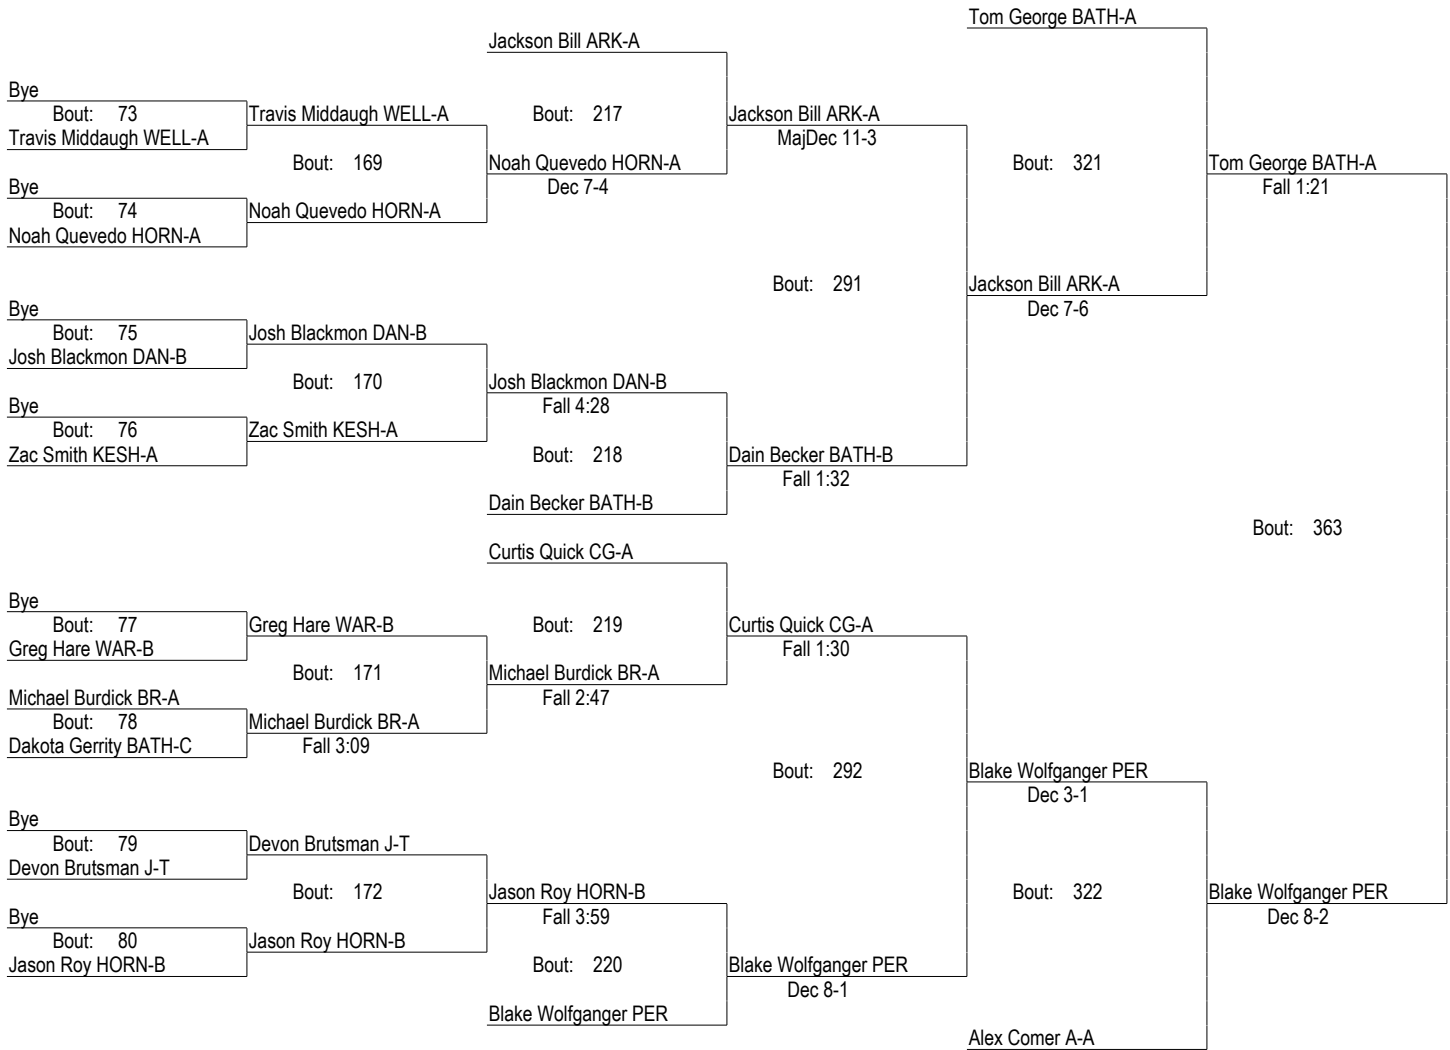 Tom George BATH-A
Jackson Bill ARK-A
Bye
Bout: 73
Travis Middaugh WELL-A
Bout: 217
Jackson Bill ARK-A
Travis Middaugh WELL-A
MajDec 11-3
Bout: 169
Noah Quevedo HORN-A
Bout: 321
Tom George BATH-A
Bye
Dec 7-4
Fall 1:21
Bout: 74
Noah Quevedo HORN-A
Noah Quevedo HORN-A
Bout: 291
Jackson Bill ARK-A
Bye
Dec 7-6
Bout: 75
Josh Blackmon DAN-B
Josh Blackmon DAN-B
Bout: 170
Josh Blackmon DAN-B
Bye
Fall 4:28
Bout: 76
Zac Smith KESH-A
Zac Smith KESH-A
Bout: 218
Dain Becker BATH-B
Fall 1:32
Dain Becker BATH-B
Bout: 363
Curtis Quick CG-A
Bye
Bout: 77
Greg Hare WAR-B
Bout: 219
Curtis Quick CG-A
Greg Hare WAR-B
Fall 1:30
Bout: 171
Michael Burdick BR-A
Michael Burdick BR-A
Fall 2:47
Bout: 78
Michael Burdick BR-A
Dakota Gerrity BATH-C
Fall 3:09
Bout: 292
Blake Wolfganger PER
Dec 3-1
Bye
Bout: 79
Devon Brutsman J-T
Devon Brutsman J-T
Bout: 172
Jason Roy HORN-B
Bout: 322
Blake Wolfganger PER
Bye
Fall 3:59
Dec 8-2
Bout: 80
Jason Roy HORN-B
Jason Roy HORN-B
Bout: 220
Blake Wolfganger PER
Dec 8-1
Blake Wolfganger PER
Alex Comer A-A